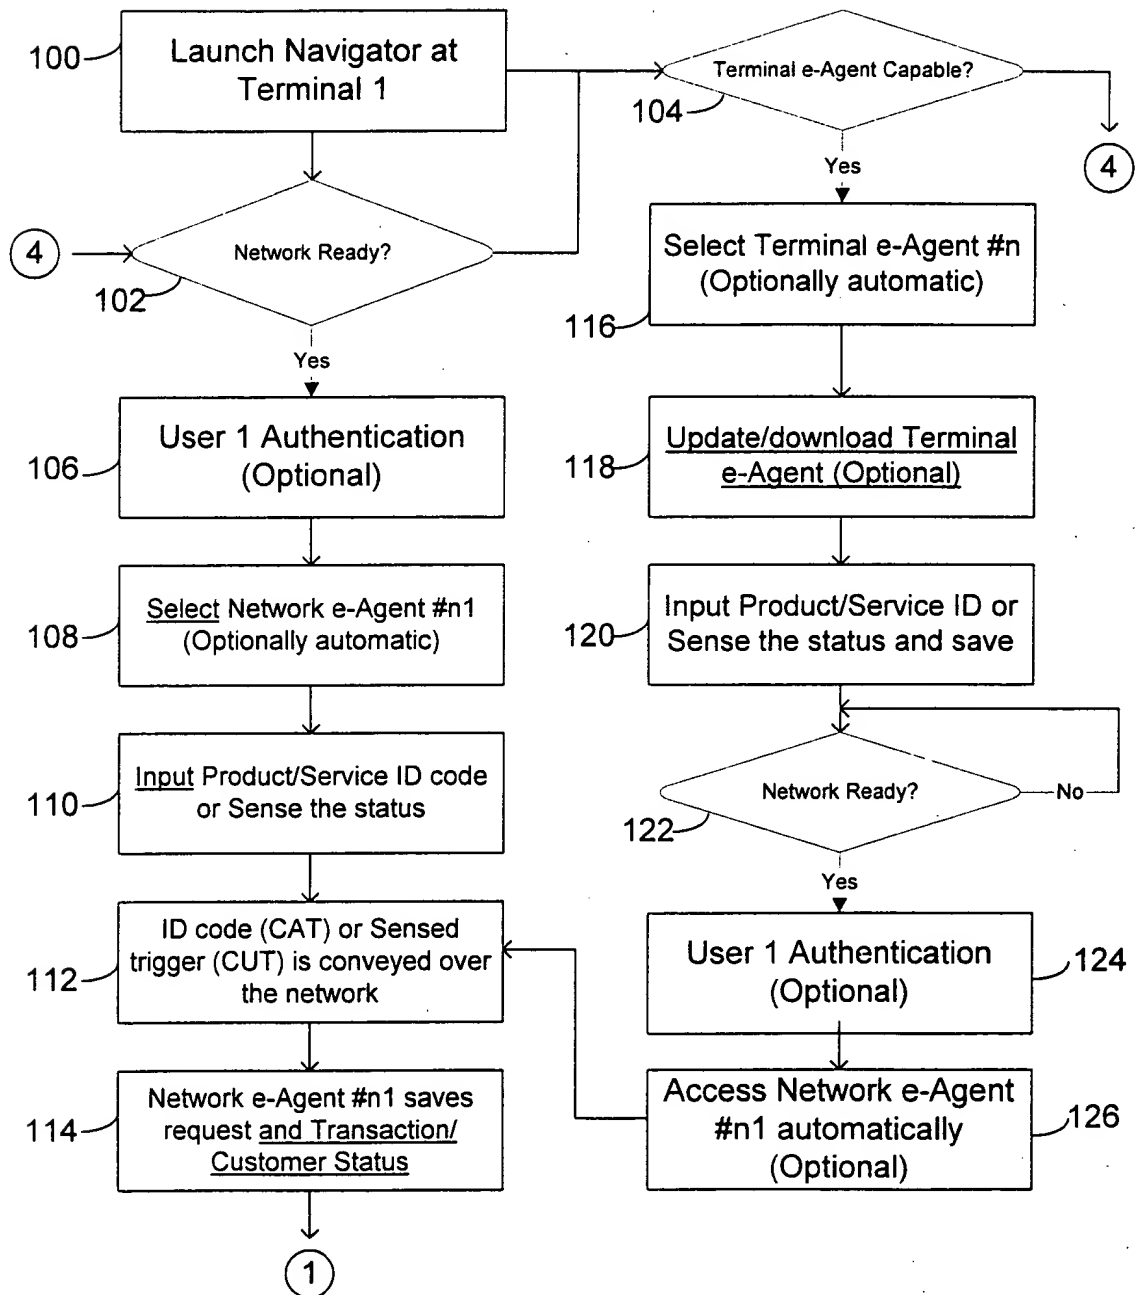 100
Launch Navigator at
Terminal 1
Terminal e-Agent Capable?
104
4
Yes
4
Network Ready?
102
Yes
Select Terminal e-Agent #n
(Optionally automatic)
116
User 1 Authentication
(Optional)
106
Update/download Terminal
e-Agent (Optional)
118
Select Network e-Agent #n1
(Optionally automatic)
108
Input Product/Service ID or
Sense the status and save
120
Input Product/Service ID code
or Sense the status
110
Network Ready?
No
122
Yes
ID code (CAT) or Sensed
trigger (CUT) is conveyed over
the network
112
User 1 Authentication
(Optional)
124
Network e-Agent #n1 saves
request and Transaction/
Customer Status
114
Access Network e-Agent
#n1 automatically
(Optional)
126
1